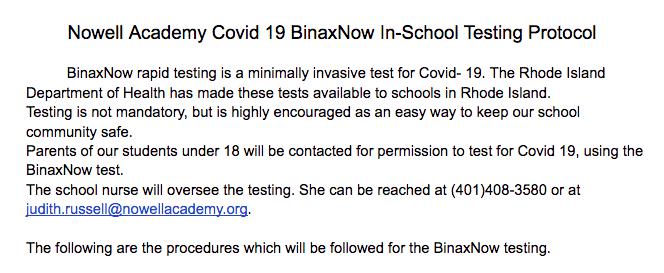 Nowell Academy Covid 19 BinaxNow In-School Testing Protocol
BinaxNow rapid testing is a minimally invasive test for Covid- 19. The Rhode Island
Department of Health has made these tests available to schools in Rhode Island.
Testing is not mandatory, but is highly encouraged as an easy way to keep our school
community safe.
Parents of our students under 18 will be contacted for permission to test for Covid 19, using the
BinaxNow test.
The school nurse will oversee the testing. She can be reached at (401)408-3580 or at
judith.russell@nowellacademy.org.
The following are the procedures which will be followed for the BinaxNow testing.